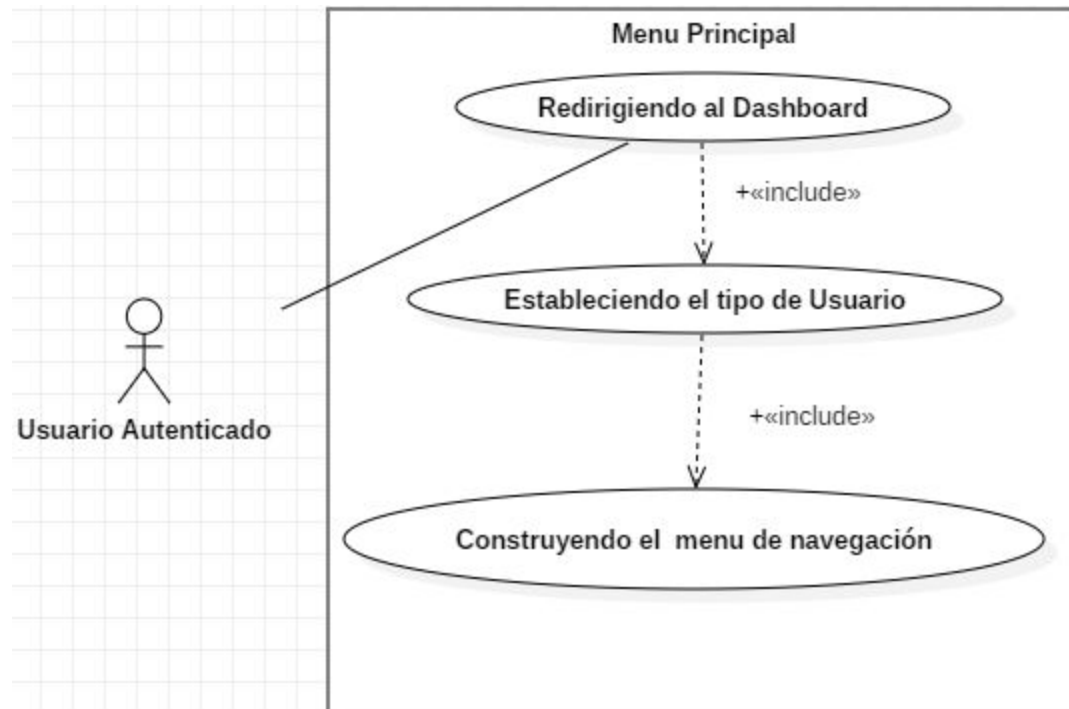 Menu Principal
Redirigiendo al Dashboard
+«include»
Estableciendo el tipo de Usuario
+«include»
Usuario Autenticado
Construyendo el  menu de navegación